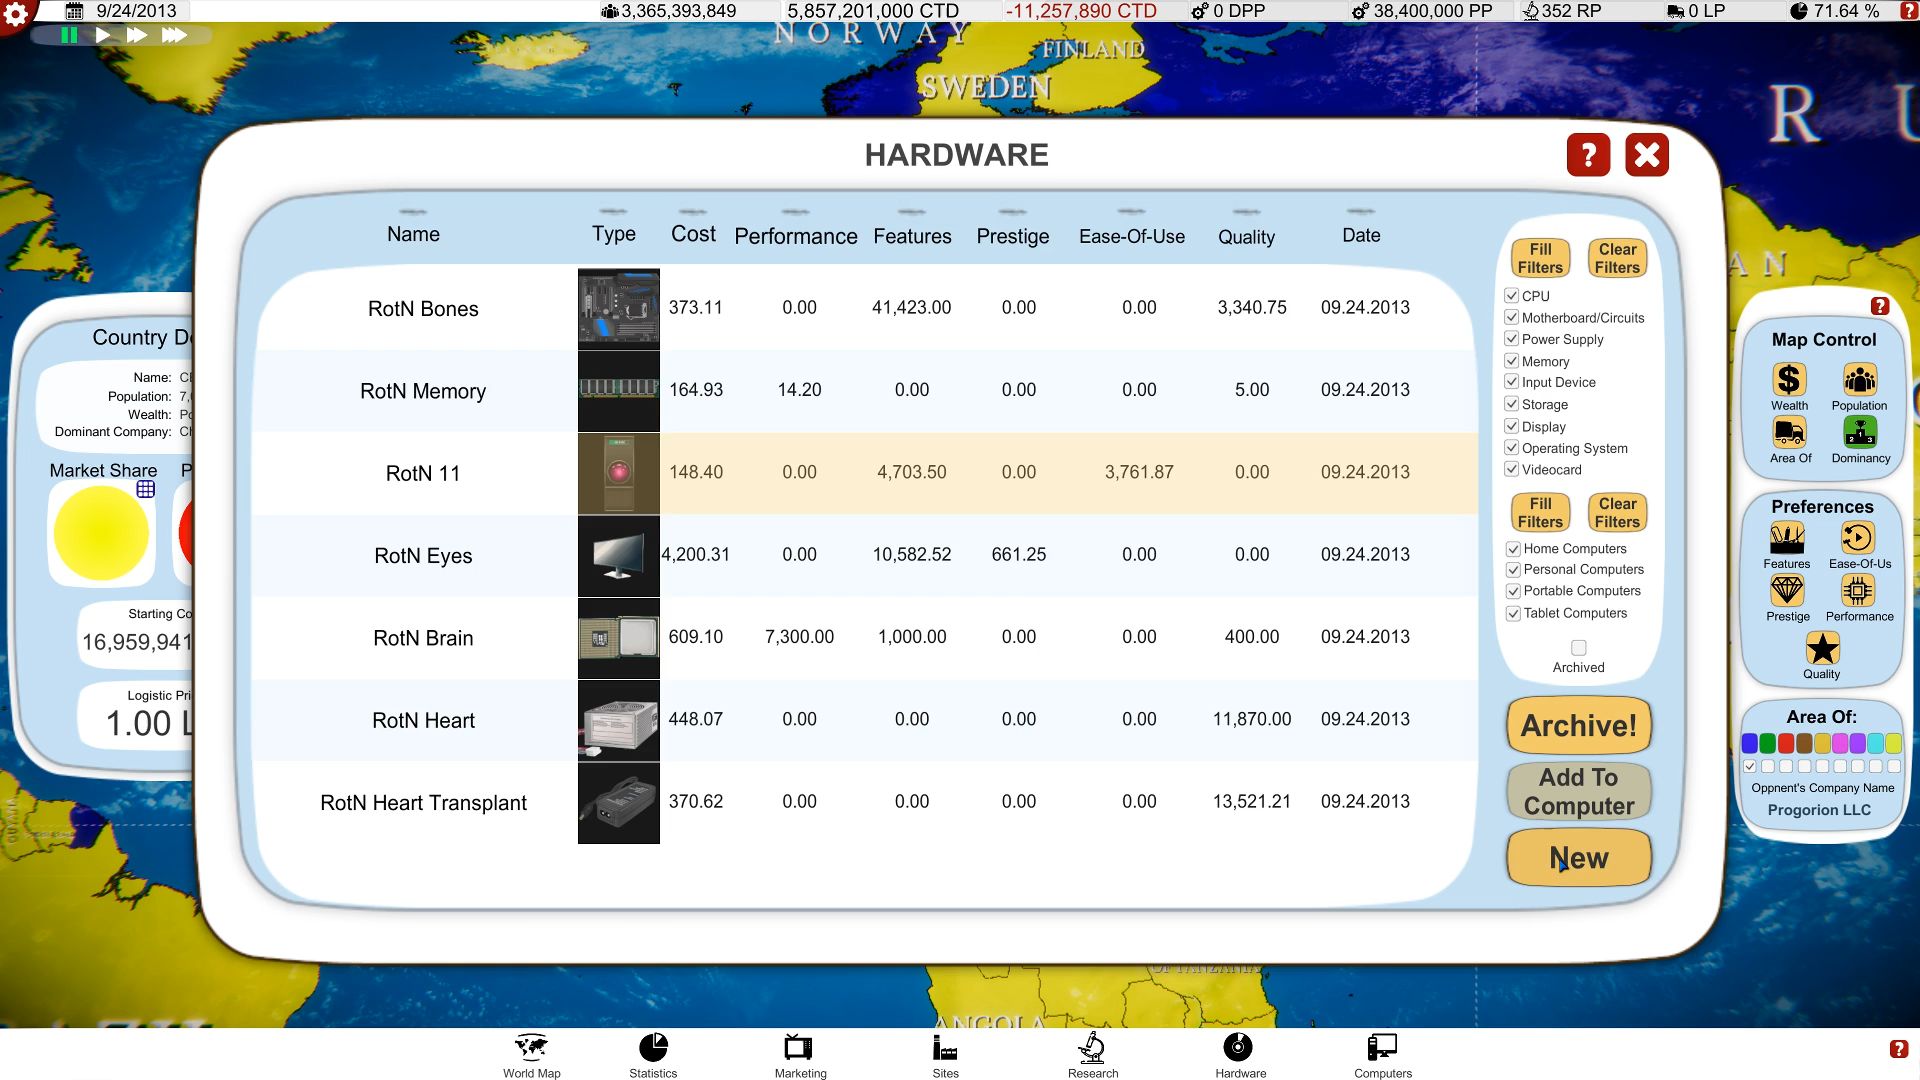 9/24/2013
3,365,393,849
5,857,201,000 CTD
-11,257,890 CTD
0 DPP
38,400,000 PP
352 RP
0 LP
71.64 %
?
NORWAY
FINLAND
SWEDEN
R U
HARDWARE
?
Name
Type
Cost
Performance
Features
Prestige
Ease-Of-Use
Quality
Date
RotN Bones
373.11
0.00
41,423.00
0.00
0.00
3,340.75
09.24.2013
RotN Memory
164.93
14.20
0.00
0.00
0.00
5.00
09.24.2013
RotN 11
148.40
0.00
4,703.50
0.00
3,761.87
0.00
09.24.2013
RotN Eyes
4,200.31
0.00
10,582.52
661.25
0.00
0.00
09.24.2013
RotN Brain
609.10
7,300.00
1,000.00
0.00
0.00
400.00
09.24.2013
RotN Heart
448.07
0.00
0.00
0.00
0.00
11,870.00
09.24.2013
RotN Heart Transplant
370.62
0.00
0.00
0.00
0.00
13,521.21
09.24.2013
Fill Filters
Clear Filters
CPU
Motherboard/Circuits
Power Supply
Memory
Input Device
Storage
Display
Operating System
Videocard
Fill Filters
Clear Filters
Home Computers
Personal Computers
Portable Computers
Tablet Computers
Archived
Archive!
Add To Computer
New
Country De
Name:
Population: 7,
Wealth: Po
Dominant Company: Ch
Market Share
P
Starting Co
16,959,941
Logistic Pri
1.00 L
?
Map Control
Wealth
Population
Area Of
Dominancy
Preferences
Features
Ease-Of-Us
Prestige
Performance
Quality
Area Of:
Oppnent's Company Name
Progorion LLC
AN
OF TANZANIA
ANGOLA
World Map
Statistics
Marketing
Sites
Research
Hardware
Computers
?